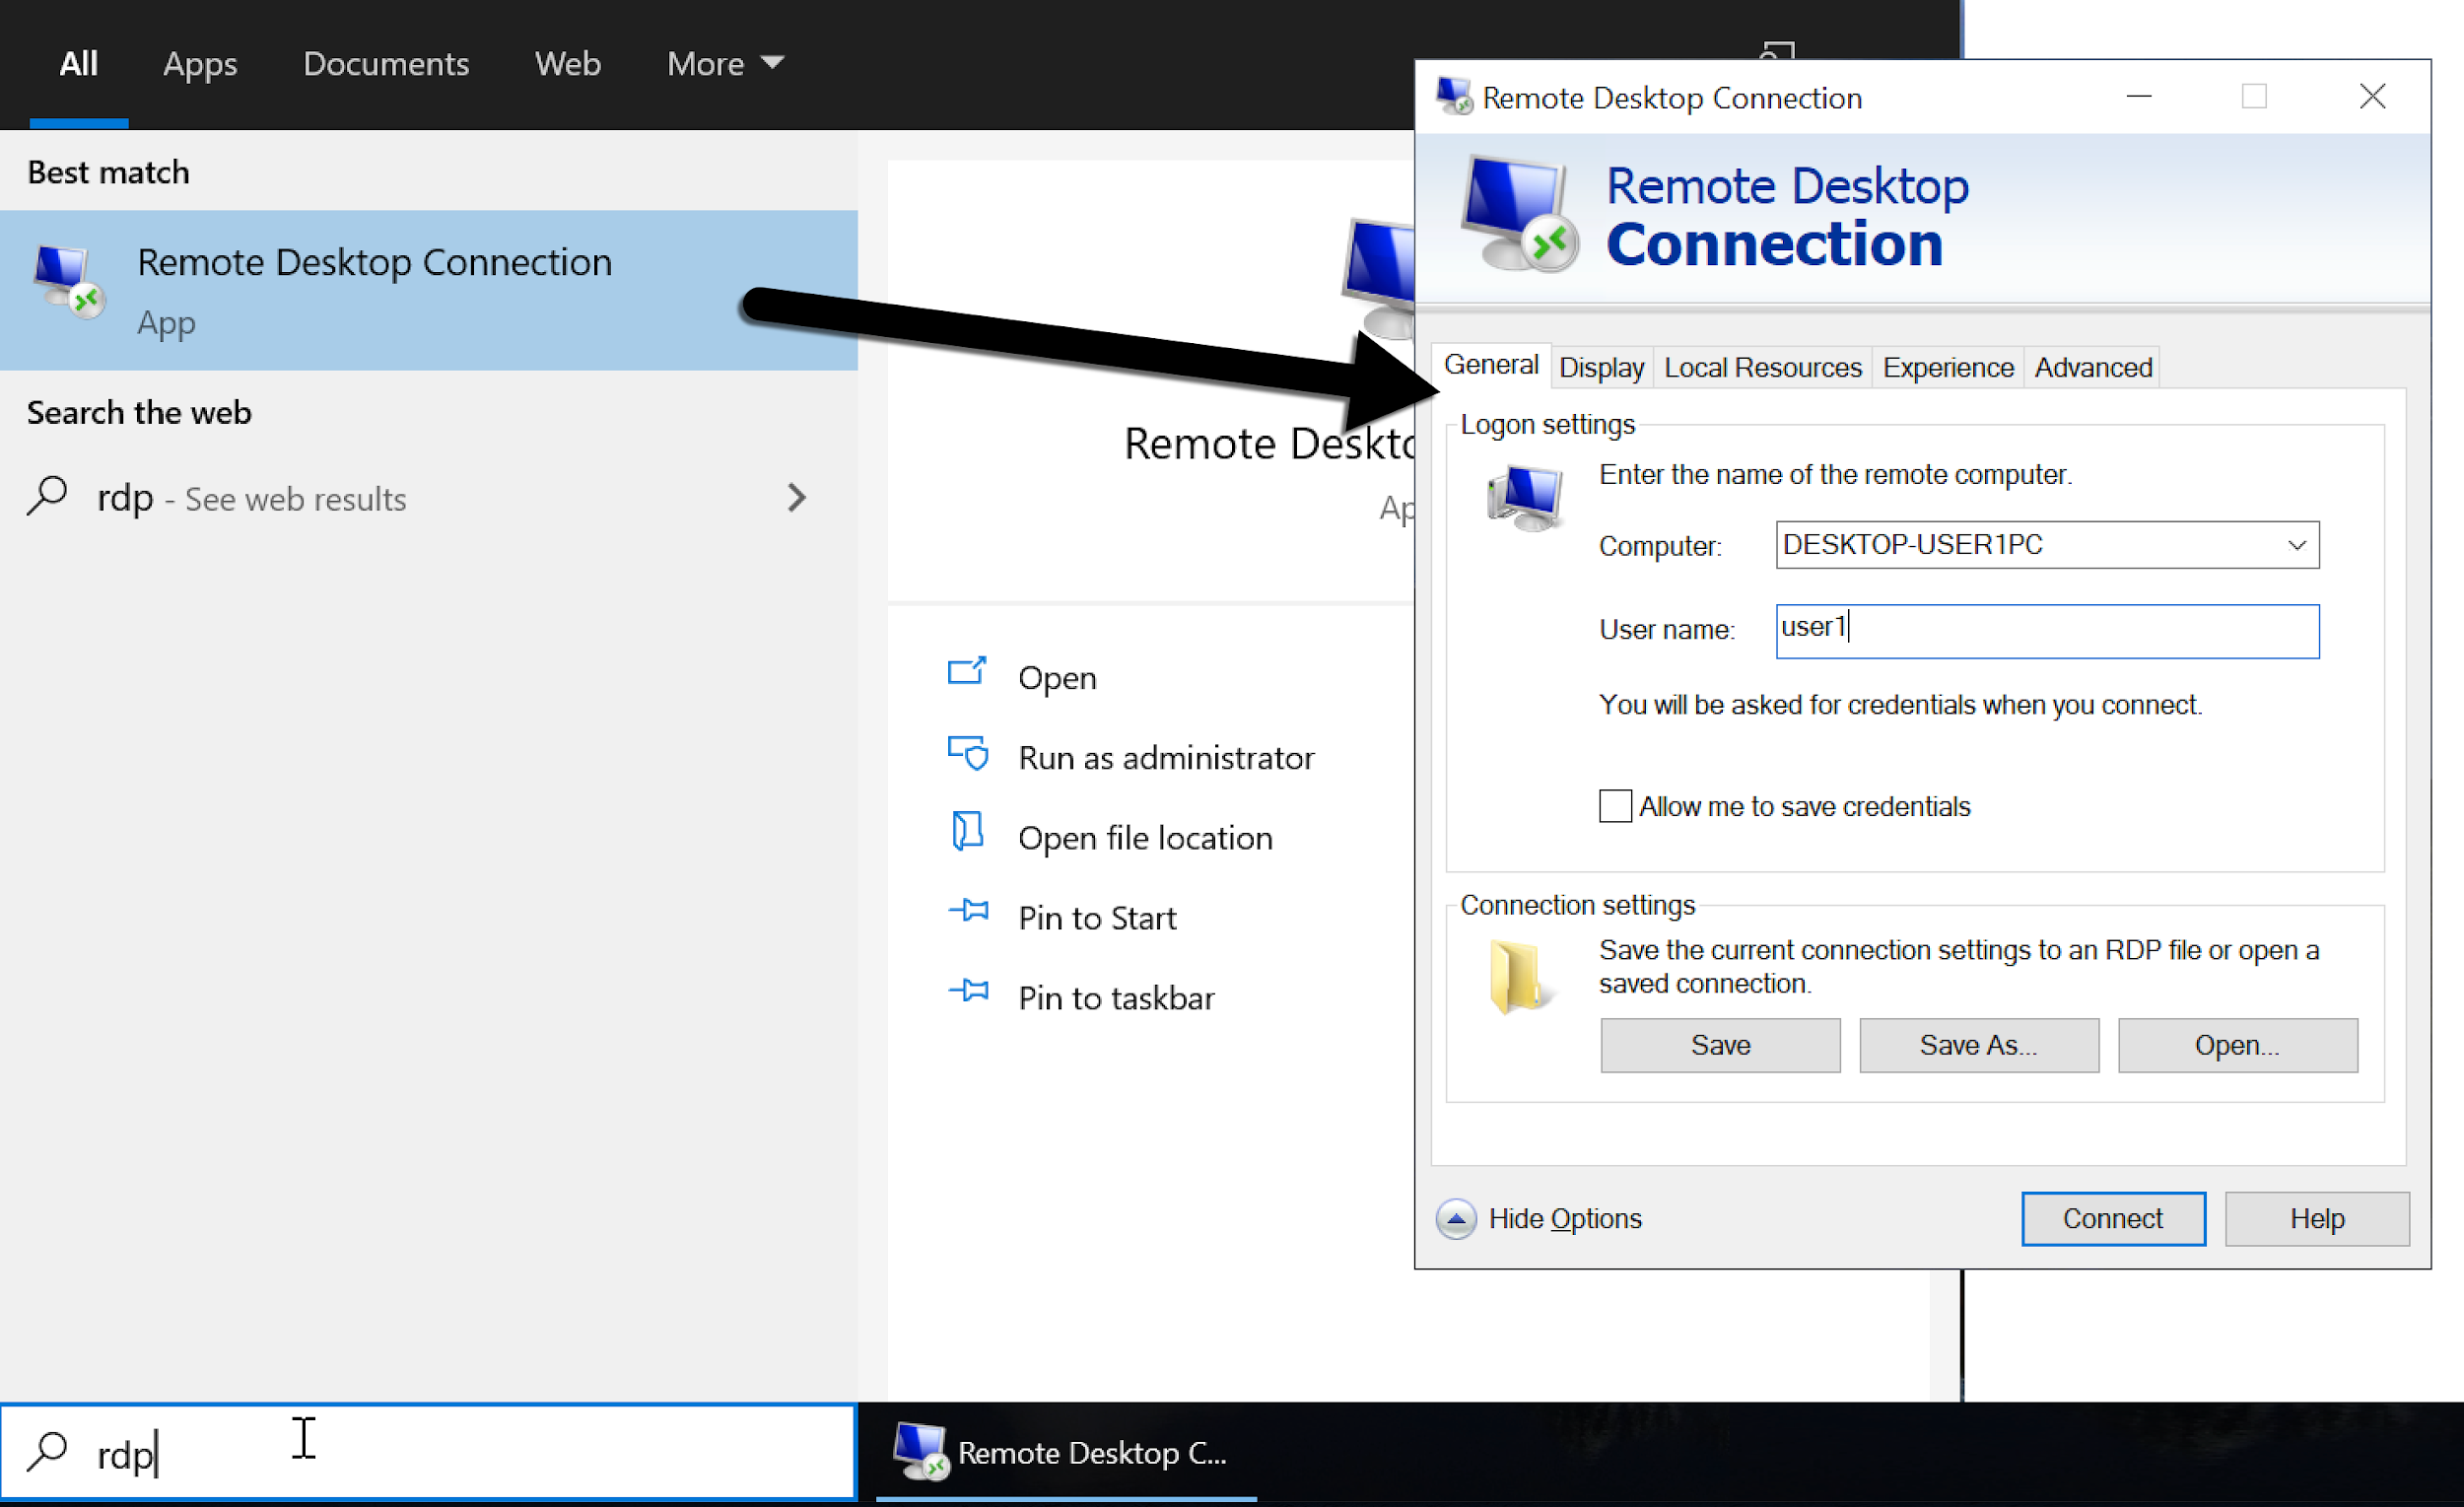 All Apps Documents Web More
Best match
Remote Desktop Connection
App
Search the web
rdp - See web results
Remote Deskto
Ap
Open
Run as administrator
Open file location
Pin to Start
Pin to taskbar
Remote Desktop Connection
Remote Desktop
Connection
General Display Local Resources Experience Advanced
Logon settings
Enter the name of the remote computer.
Computer: DESKTOP-USER1PC
User name: user1
You will be asked for credentials when you connect.
Allow me to save credentials
Connection settings
Save the current connection settings to an RDP file or open a
saved connection.
Save Save As... Open...
Hide Options Connect Help
rdp
Remote Desktop C...